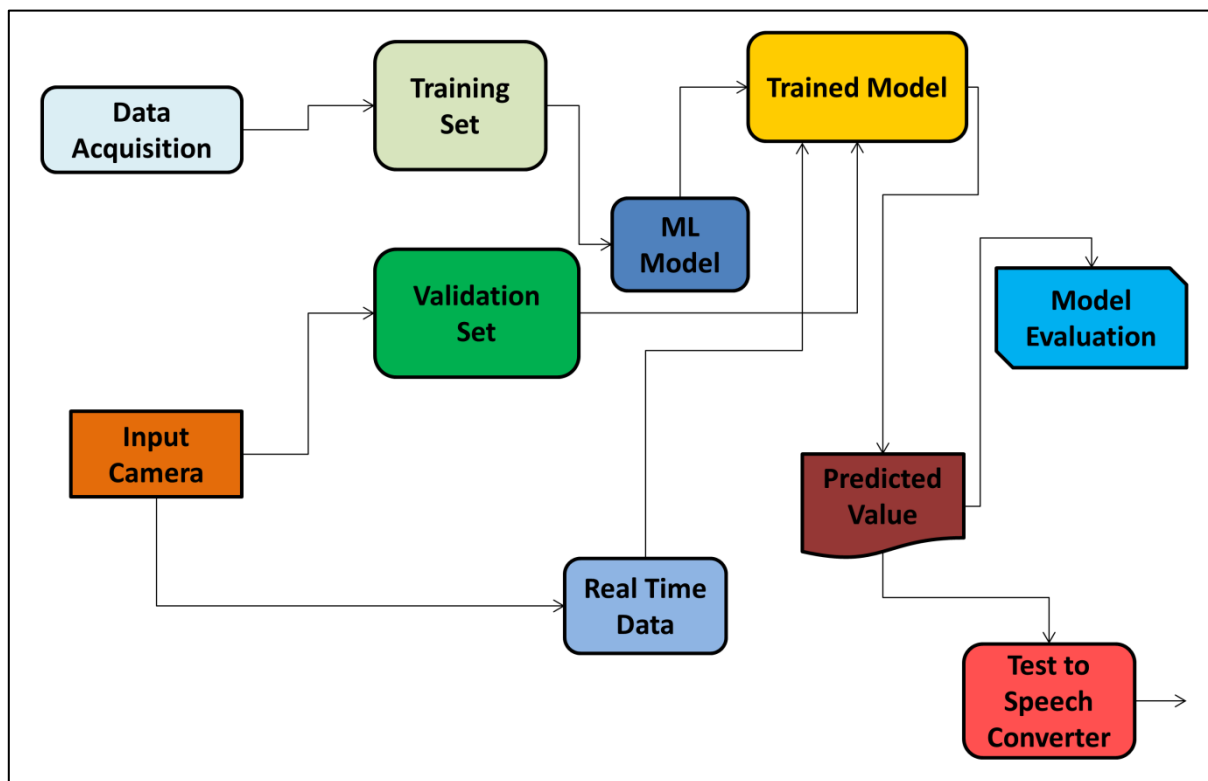 Data
Acquisition
Training
Set
Trained Model
ML
Model
Validation
Set
Model
Evaluation
Input
Camera
Predicted
Value
Real Time
Data
Test to
Speech
Converter